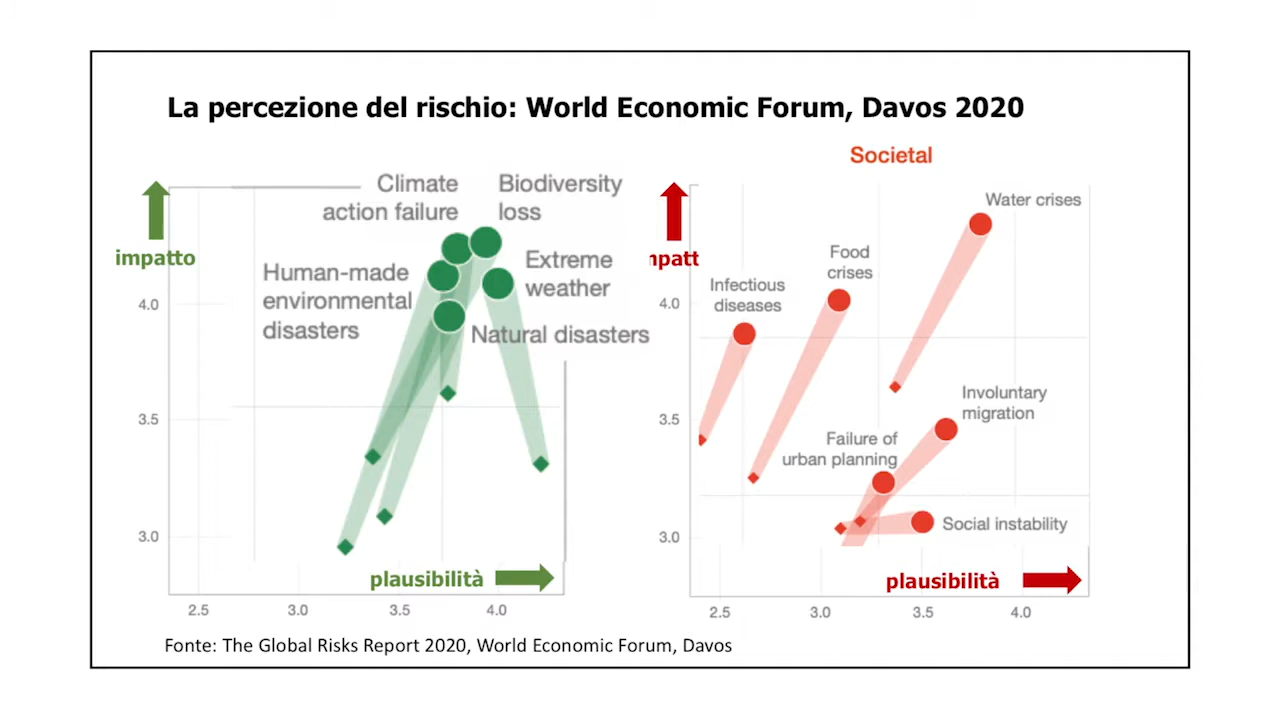 La percezione del rischio: World Economic Forum, Davos 2020
Climate
action failure
Biodiversity
loss
impatto
Human-made
environmental
disasters
Extreme
weather
Natural disasters
4.0
3.5
3.0
plausibilità
2.5
3.0
3.5
4.0
Societal
Water crises
npatt
Food
crises
Infectious
diseases
4.0
Involuntary
migration
3.5
Failure of
urban planning
Social instability
3.0
plausibilità
2.5
3.0
3.5
4.0
Fonte: The Global Risks Report 2020, World Economic Forum, Davos